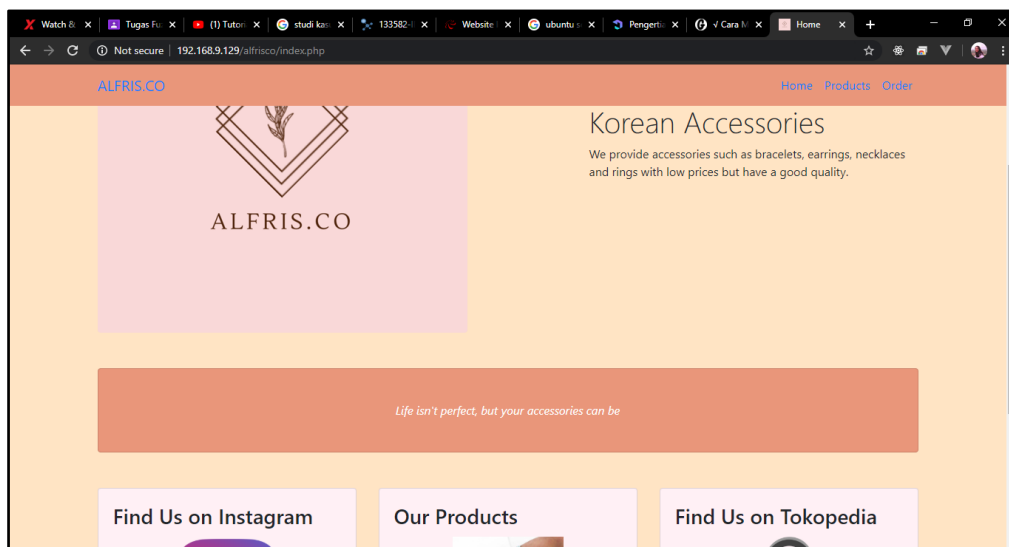 Watch &
Tugas Fu
(1) Tutori
studi kas
133582-
Website
ubuntu s
Pengerti
√ Cara M
Home
Not secure | 192.168.9.129/alfrisco/index.php
ALFRIS.CO
Home Products Order
ALFRIS.CO
Korean Accessories
We provide accessories such as bracelets, earrings, necklaces
and rings with low prices but have a good quality.
Life isn't perfect, but your accessories can be
Find Us on Instagram
Our Products
Find Us on Tokopedia